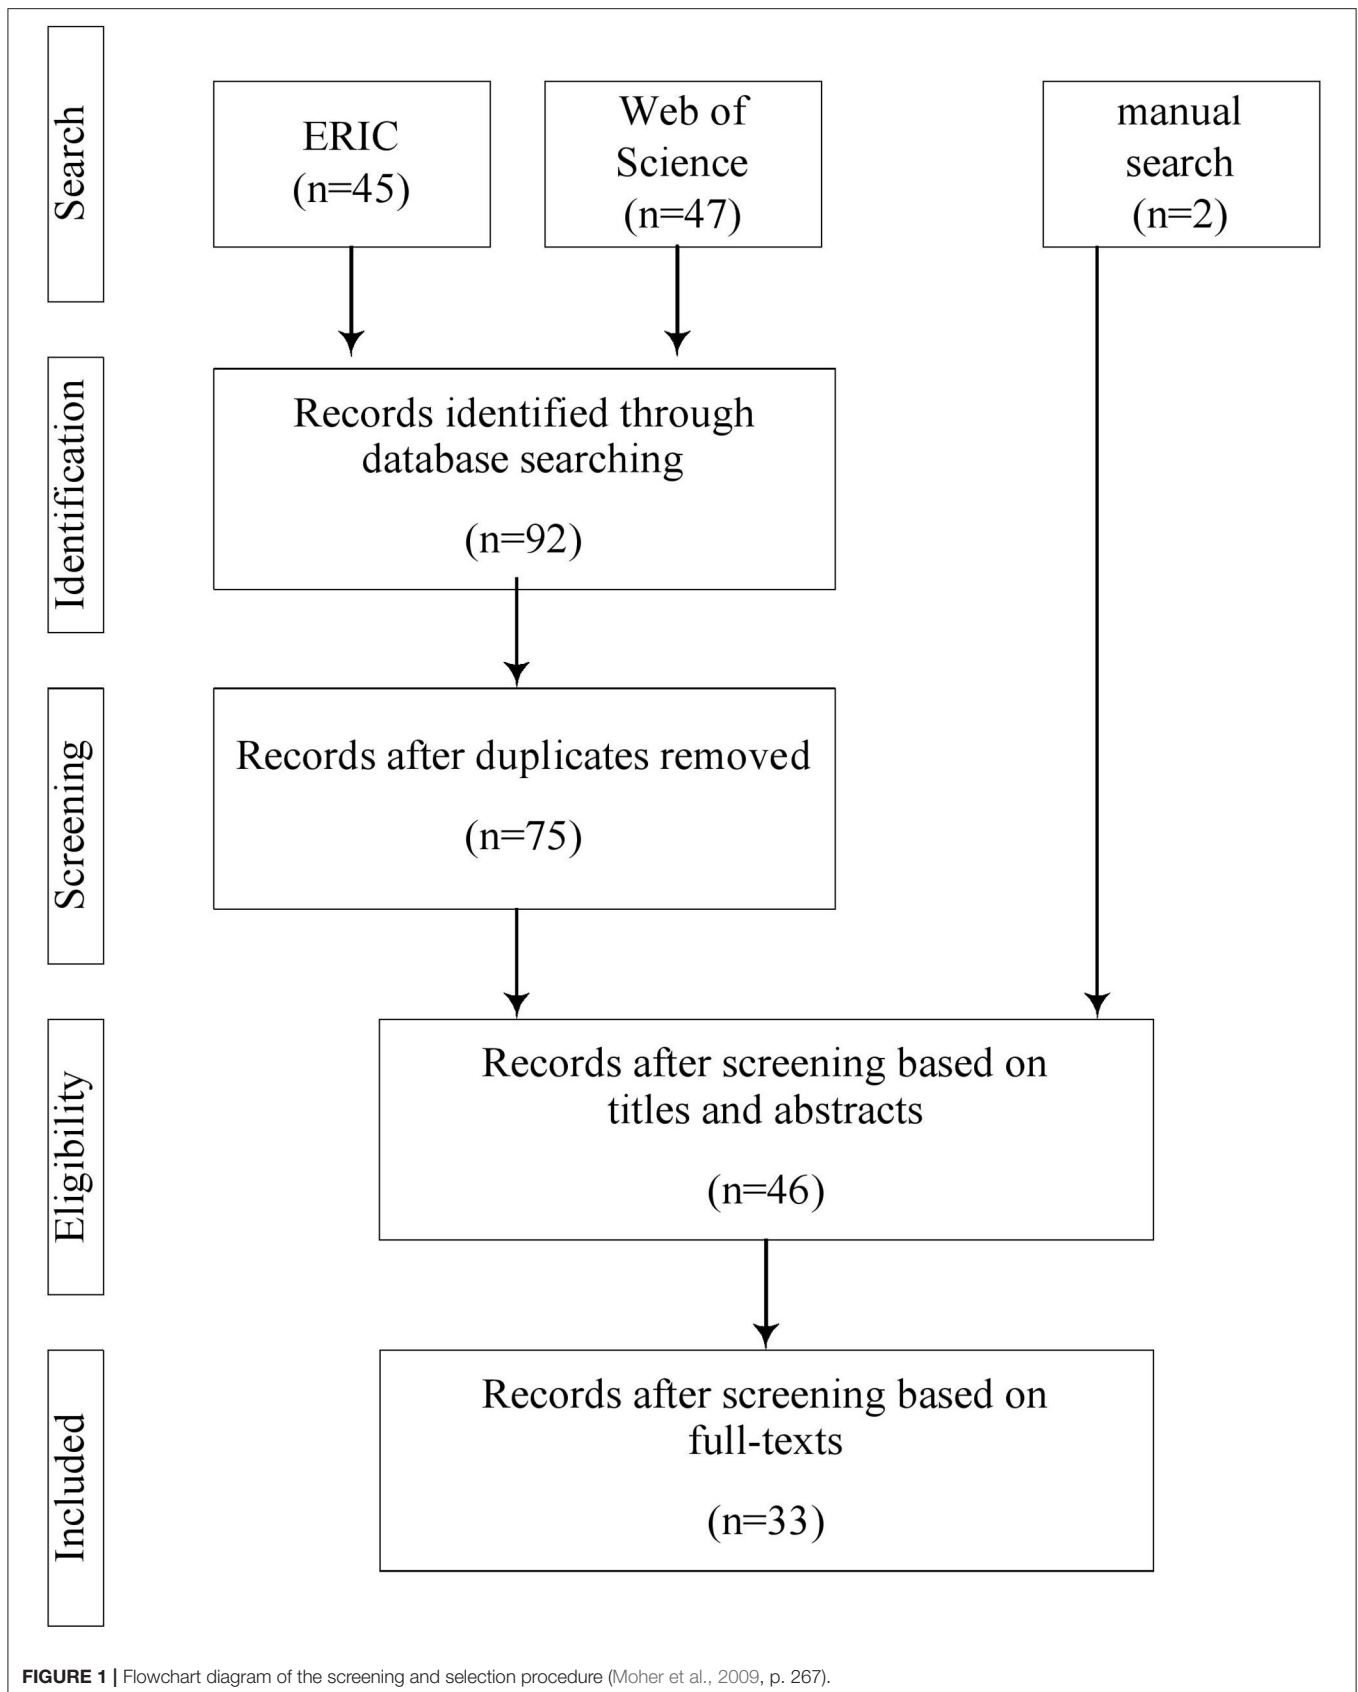 Search
ERIC
(n=45)
Web of
Science
(n=47)
manual
search
(n=2)
Identification
Records identified through
database searching
(n=92)
Screening
Records after duplicates removed
(n=75)
Eligibility
Records after screening based on
titles and abstracts
(n=46)
Included
Records after screening based on
full-texts
(n=33)
FIGURE 1 | Flowchart diagram of the screening and selection procedure (Moher et al., 2009, p. 267).